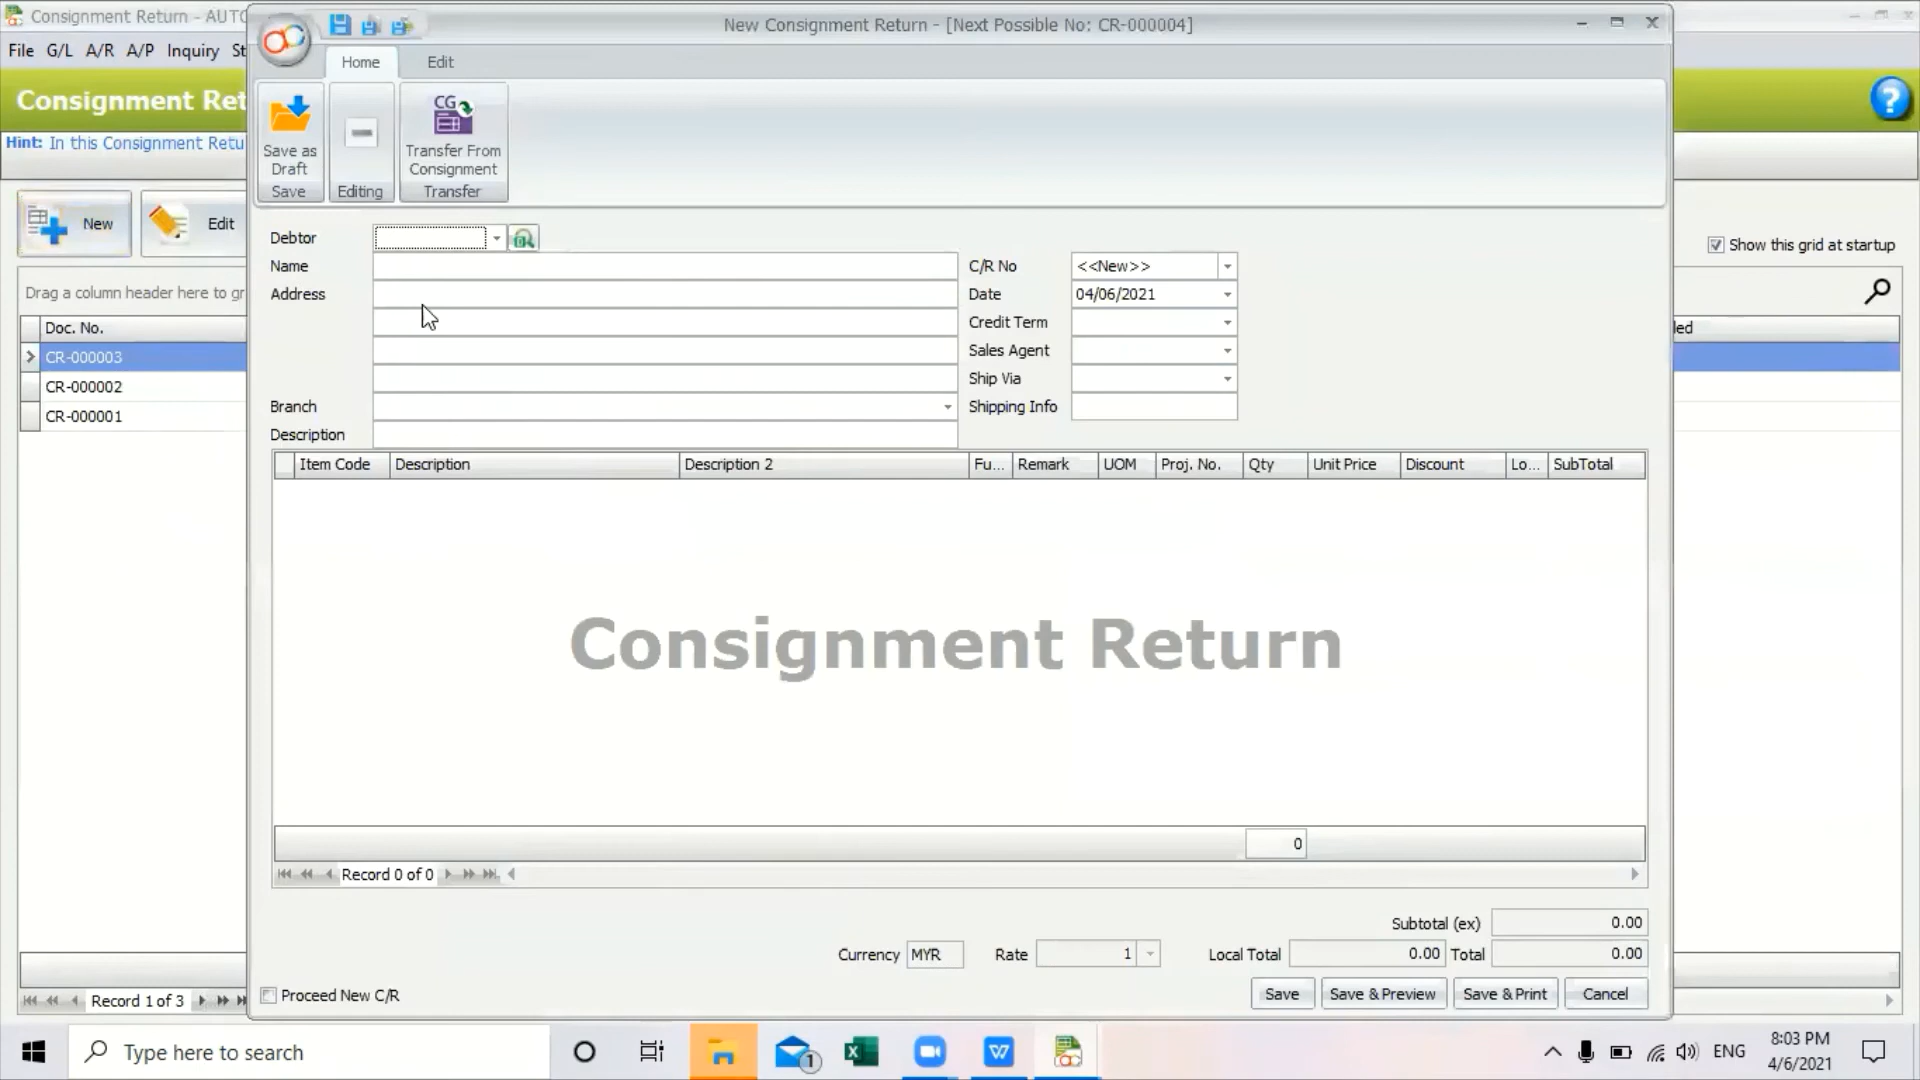 Consignment Return - AUTO
New Consignment Return - [Next Possible No: CR-000004]
File G/L A/R A/P Inquiry St
Home Edit
Consignment Ret
CG
Save as Draft
Transfer From Consignment
Save Editing Transfer
Hint: In this Consignment Retu
New Edit
Show this grid at startup
Drag a column header here to gr
Doc. No.
led
CR-000003
CR-000002
CR-000001
Debtor
Name
Address
Branch
Description
C/R No <<New>>
Date 04/06/2021
Credit Term
Sales Agent
Ship Via
Shipping Info
Item Code Description Description 2 Fu... Remark UOM Proj. No. Qty Unit Price Discount Lo... SubTotal
Consignment Return
0
Record 0 of 0
Subtotal (ex) 0.00
Currency MYR Rate 1 Local Total 0.00 Total 0.00
Proceed New C/R
Save Save & Preview Save & Print Cancel
Record 1 of 3
Type here to search
1
ENG
8:03 PM
4/6/2021